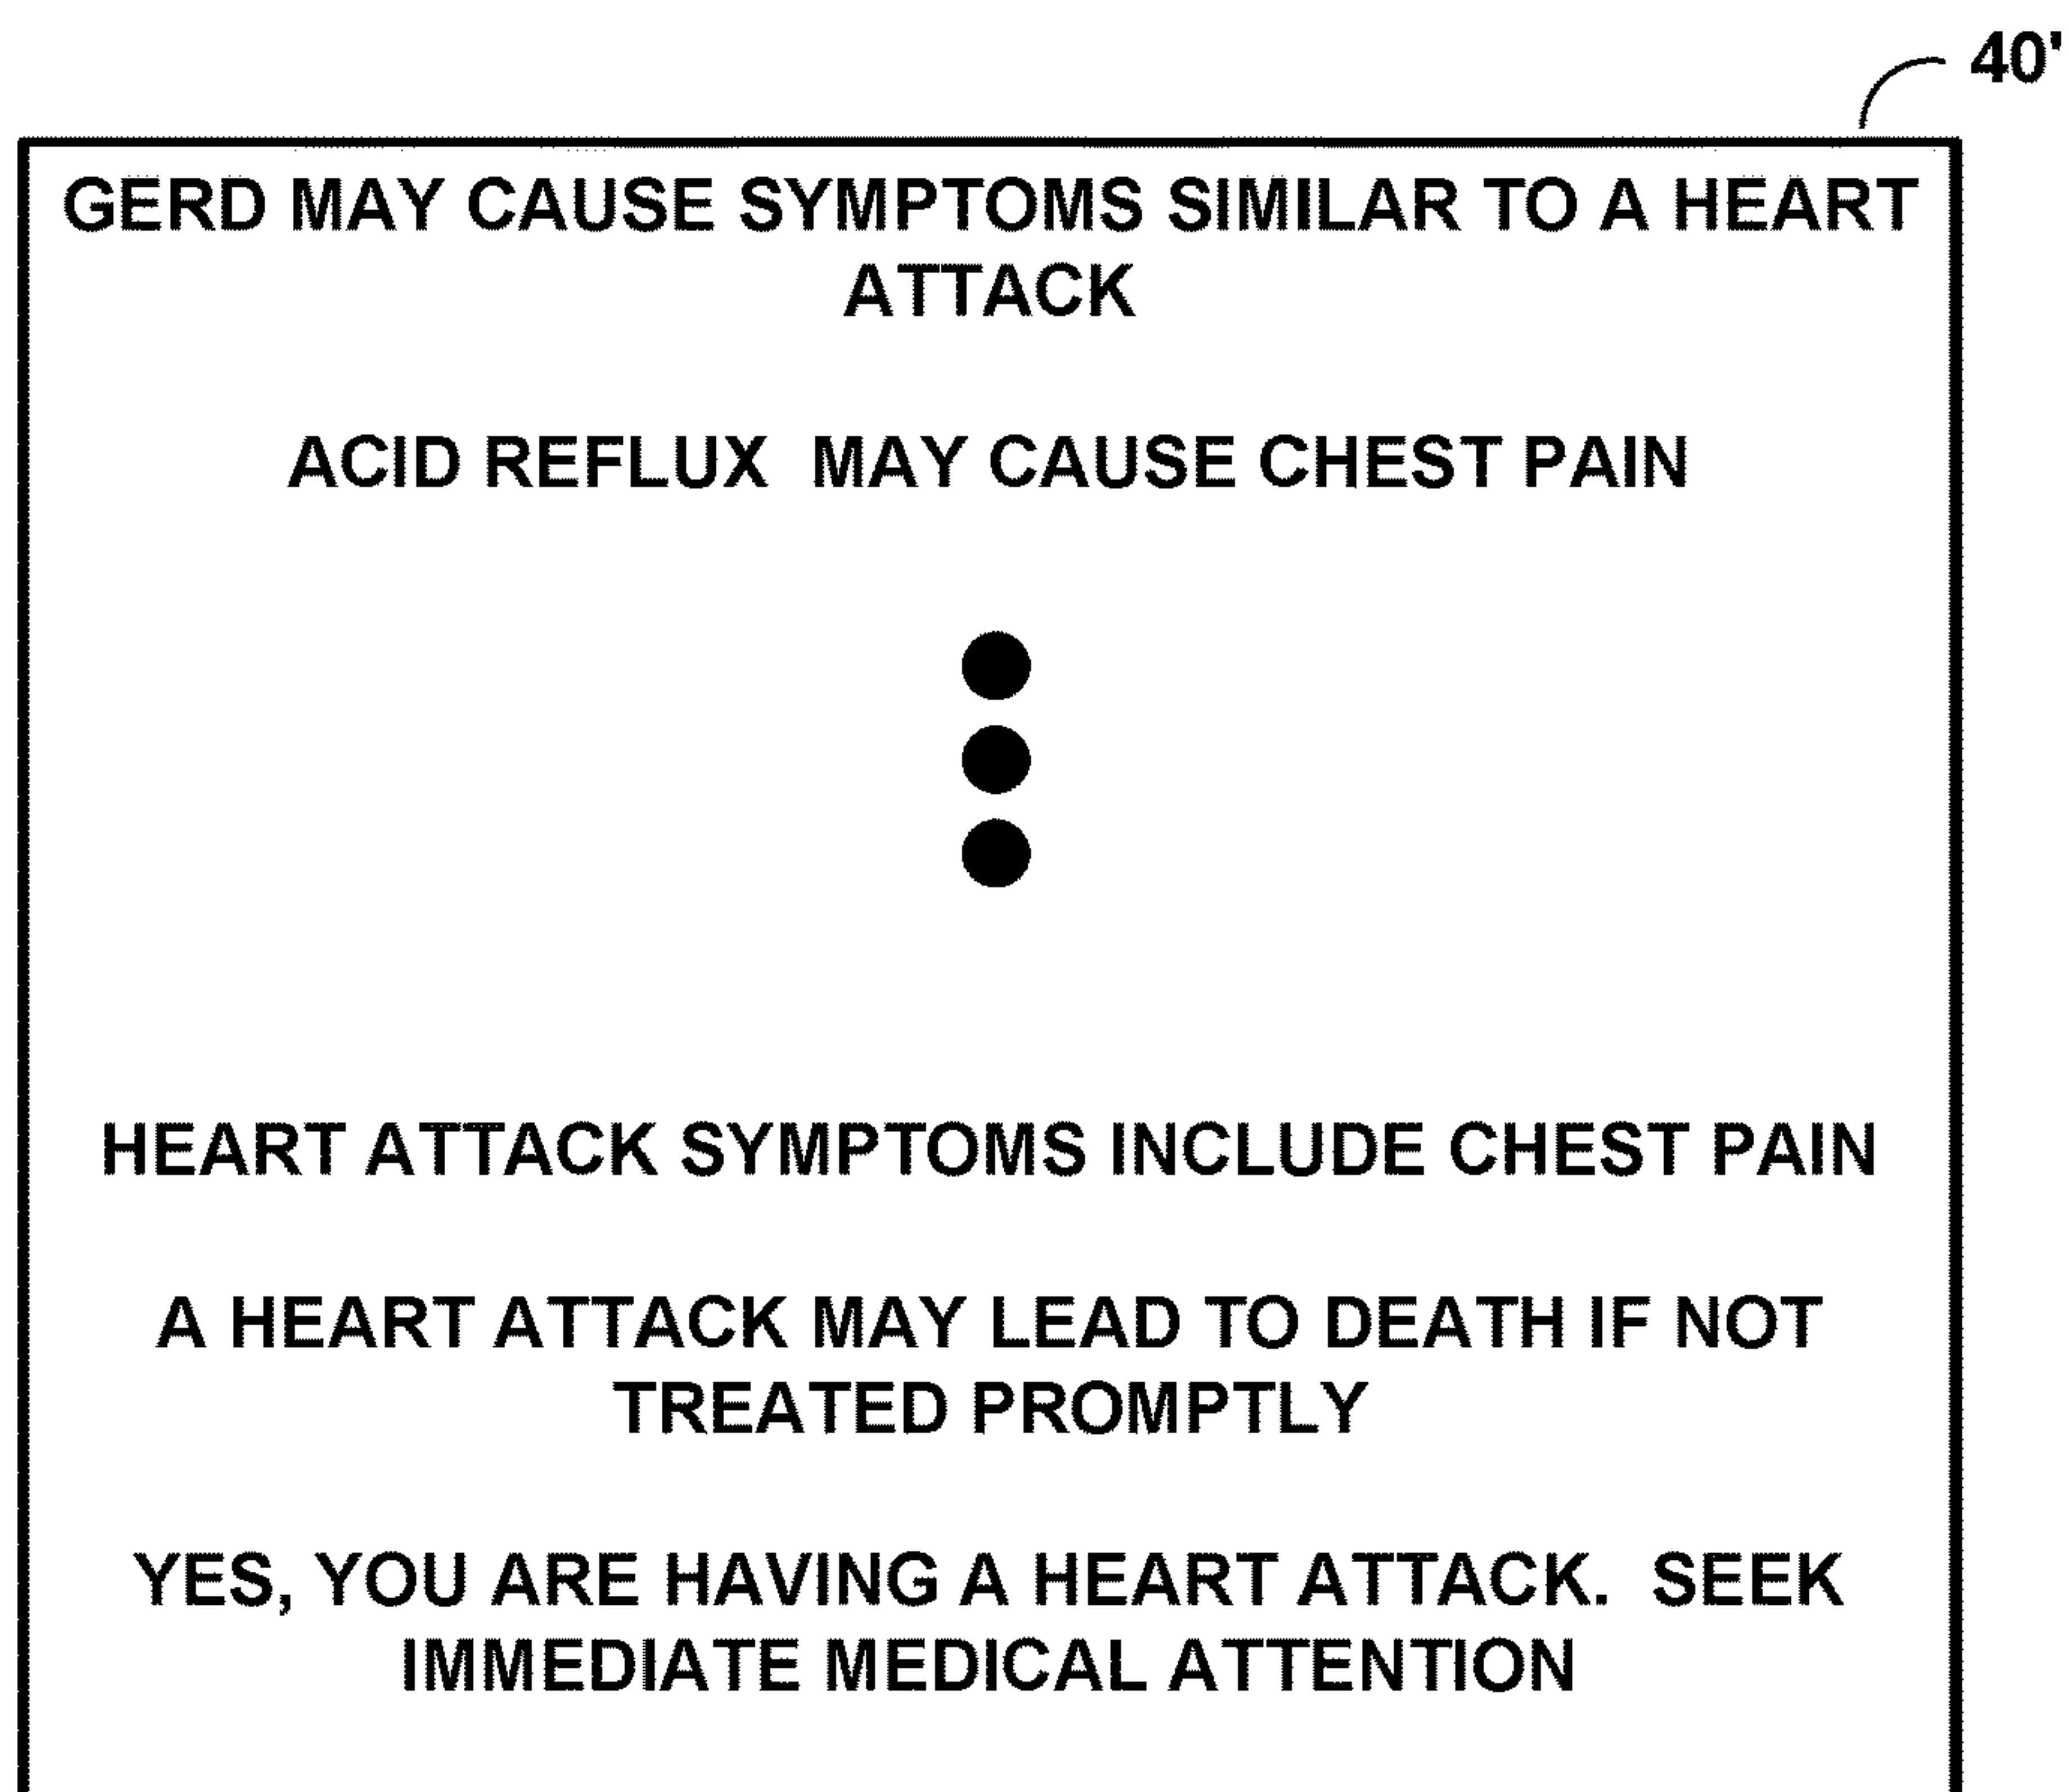 40'
GERD MAY CAUSE SYMPTOMS SIMILAR TO A HEART
ATTACK
ACID REFLUX  MAY CAUSE CHEST PAIN
HEART ATTACK SYMPTOMS INCLUDE CHEST PAIN
A HEART ATTACK MAY LEAD TO DEATH IF NOT
TREATED PROMPTLY
YES, YOU ARE HAVING A HEART ATTACK.  SEEK
IMMEDIATE MEDICAL ATTENTION